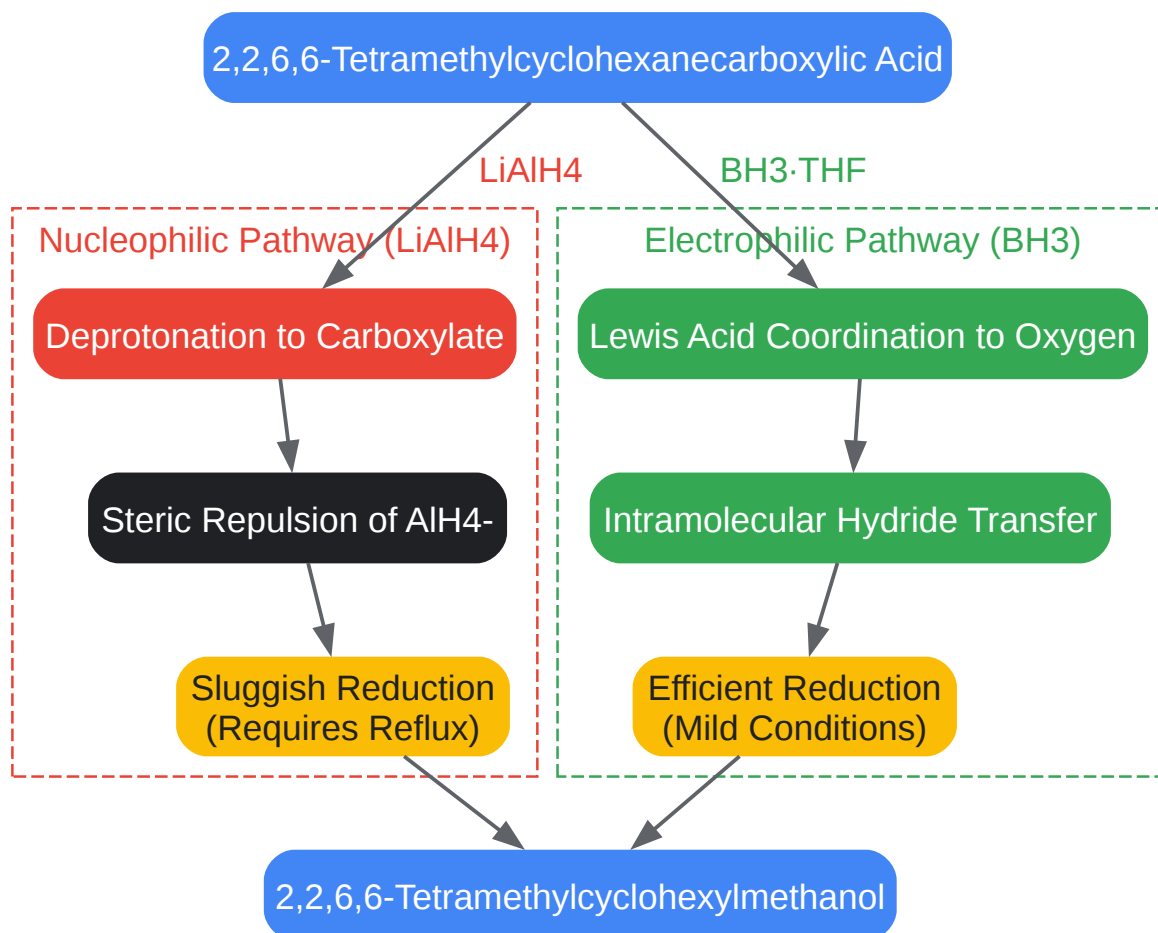 2,2,6,6-Tetramethylcyclohexanecarboxylic Acid
LiAlH4
BH3·THF
Nucleophilic Pathway (LiAlH4)
Deprotonation to Carboxylate
Steric Repulsion of AlH4-
Sluggish Reduction
(Requires Reflux)
Electrophilic Pathway (BH3)
Lewis Acid Coordination to Oxygen
Intramolecular Hydride Transfer
Efficient Reduction
(Mild Conditions)
2,2,6,6-Tetramethylcyclohexylmethanol